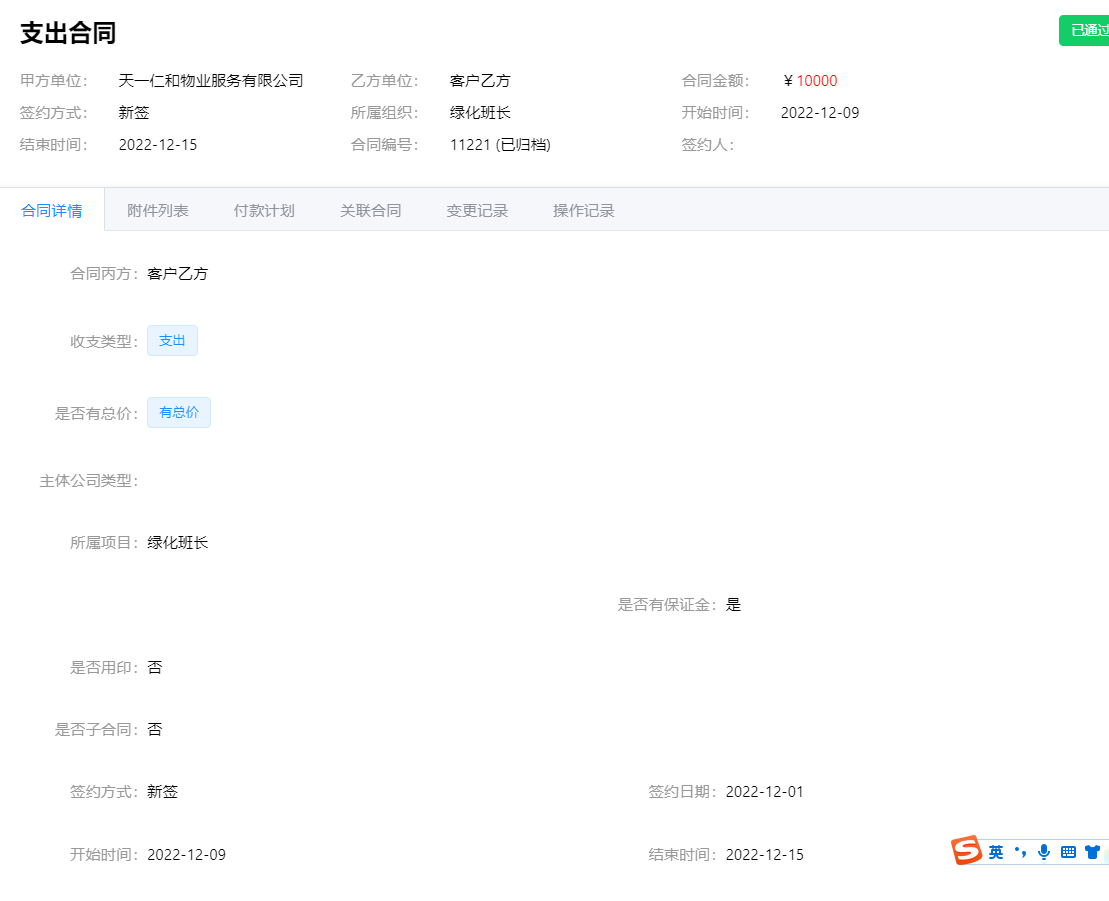 支出合同
已通过
甲方单位: 天一仁和物业服务有限公司 乙方单位: 客户乙方 合同金额: ￥10000
签约方式: 新签 所属组织: 绿化班长 开始时间: 2022-12-09
结束时间: 2022-12-15 合同编号: 11221 (已归档) 签约人:
合同详情 附件列表 付款计划 关联合同 变更记录 操作记录
合同丙方: 客户乙方
收支类型: 支出
是否有总价: 有总价
主体公司类型:
所属项目: 绿化班长
是否有保证金: 是
是否用印: 否
是否子合同: 否
签约方式: 新签 签约日期: 2022-12-01
开始时间: 2022-12-09 结束时间: 2022-12-15
S 英